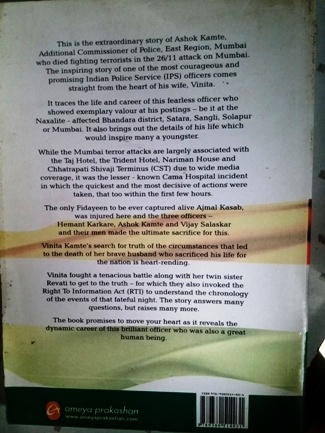 This is the extraordinary story of Ashok Kamte,
Additional Commissioner of Police, East Region, Mumbai
who died fighting terrorists in the 26/11 attack on Mumbai.
The inspiring story of one of the most courageous and
promising Indian Police Service (IPS) officers comes
straight from the heart of his wife, Vinita.
It traces the life and career of this fearless officer who
showed exemplary valour at his postings – be it at the
Naxalite - affected Bhandara district, Satara, Sangli, Solapur
or Mumbai. It also brings out the details of his life which
would inspire many a youngster.
While the Mumbai terror attacks are largely associated with
the Taj Hotel, the Trident Hotel, Nariman House and
Chhatrapati Shivaji Terminus (CST) due to wide media
coverage, it was the lesser - known Cama Hospital incident
in which the quickest and the most decisive of actions were
taken, that too within the first few hours.
The only Fidayeen to be ever captured alive Ajmal Kasab,
was injured here and the three officers –
Hemant Karkare, Ashok Kamte and Vijay Salaskar
and their men made the ultimate sacrifice for this.
Vinita Kamte's search for truth of the circumstances that led
to the death of her brave husband who sacrificed his life for
the nation is heart-rending.
Vinita fought a tenacious battle along with her twin sister
Revati to get to the truth – for which they also invoked the
Right To Information Act (RTI) to understand the chronology
of the events of that fateful night. The story answers many
questions, but raises many more.
The book promises to move your heart as it reveals the
dynamic career of this brilliant officer who was also a great
human being.
ameya prakashan
www.ameyaprakashan.com